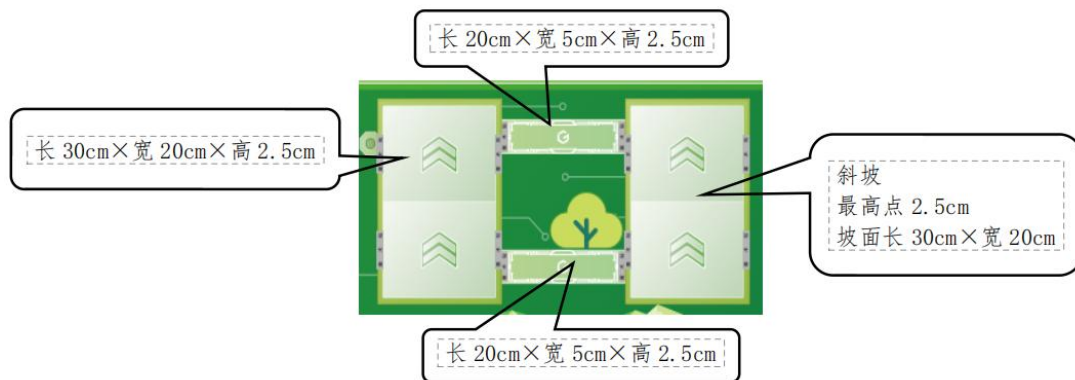 长 20cm×宽 5cm×高 2.5cm
长 30cm×宽 20cm×高 2.5cm
斜坡
最高点 2.5cm
坡面长 30cm×宽 20cm
长 20cm×宽 5cm×高 2.5cm